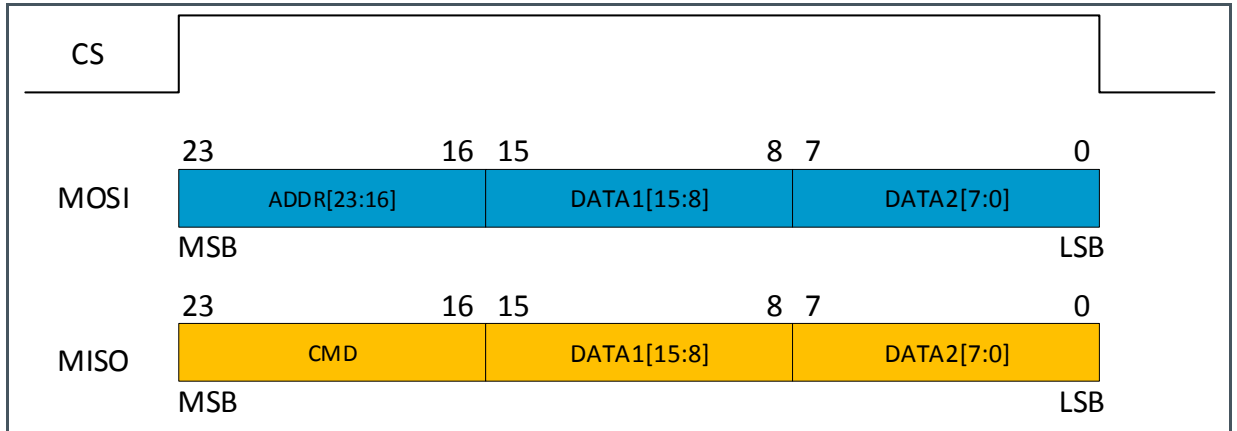 CS
23 16 15 8 7 0
MOSI ADDR[23:16] DATA1[15:8] DATA2[7:0]
MSB LSB
23 16 15 8 7 0
MISO CMD DATA1[15:8] DATA2[7:0]
MSB LSB